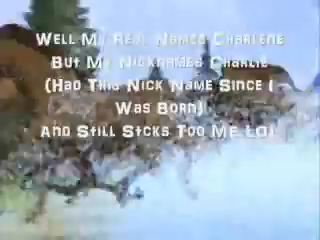 Well My Real Names Charlene
But My Nicknames Charlie
(Had This Nick Name Since I
Was Born)
And Still Sticks Too Me Lol